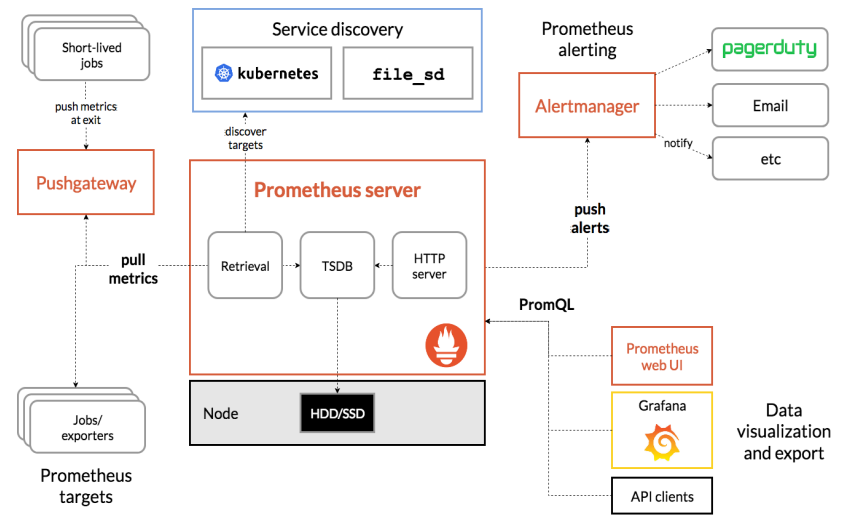 Short-lived
jobs
push metrics
at exit
Pushgateway
Service discovery
kubernetes
file_sd
discover
targets
Prometheus
alerting
Alertmanager
pagerduty
Email
etc
notify
Prometheus server
Retrieval
TSDB
HTTP
server
pull
metrics
push
alerts
PromQL
Node
HDD/SSD
Jobs/
exporters
Prometheus
targets
Prometheus
web UI
Grafana
API clients
Data
visualization
and export